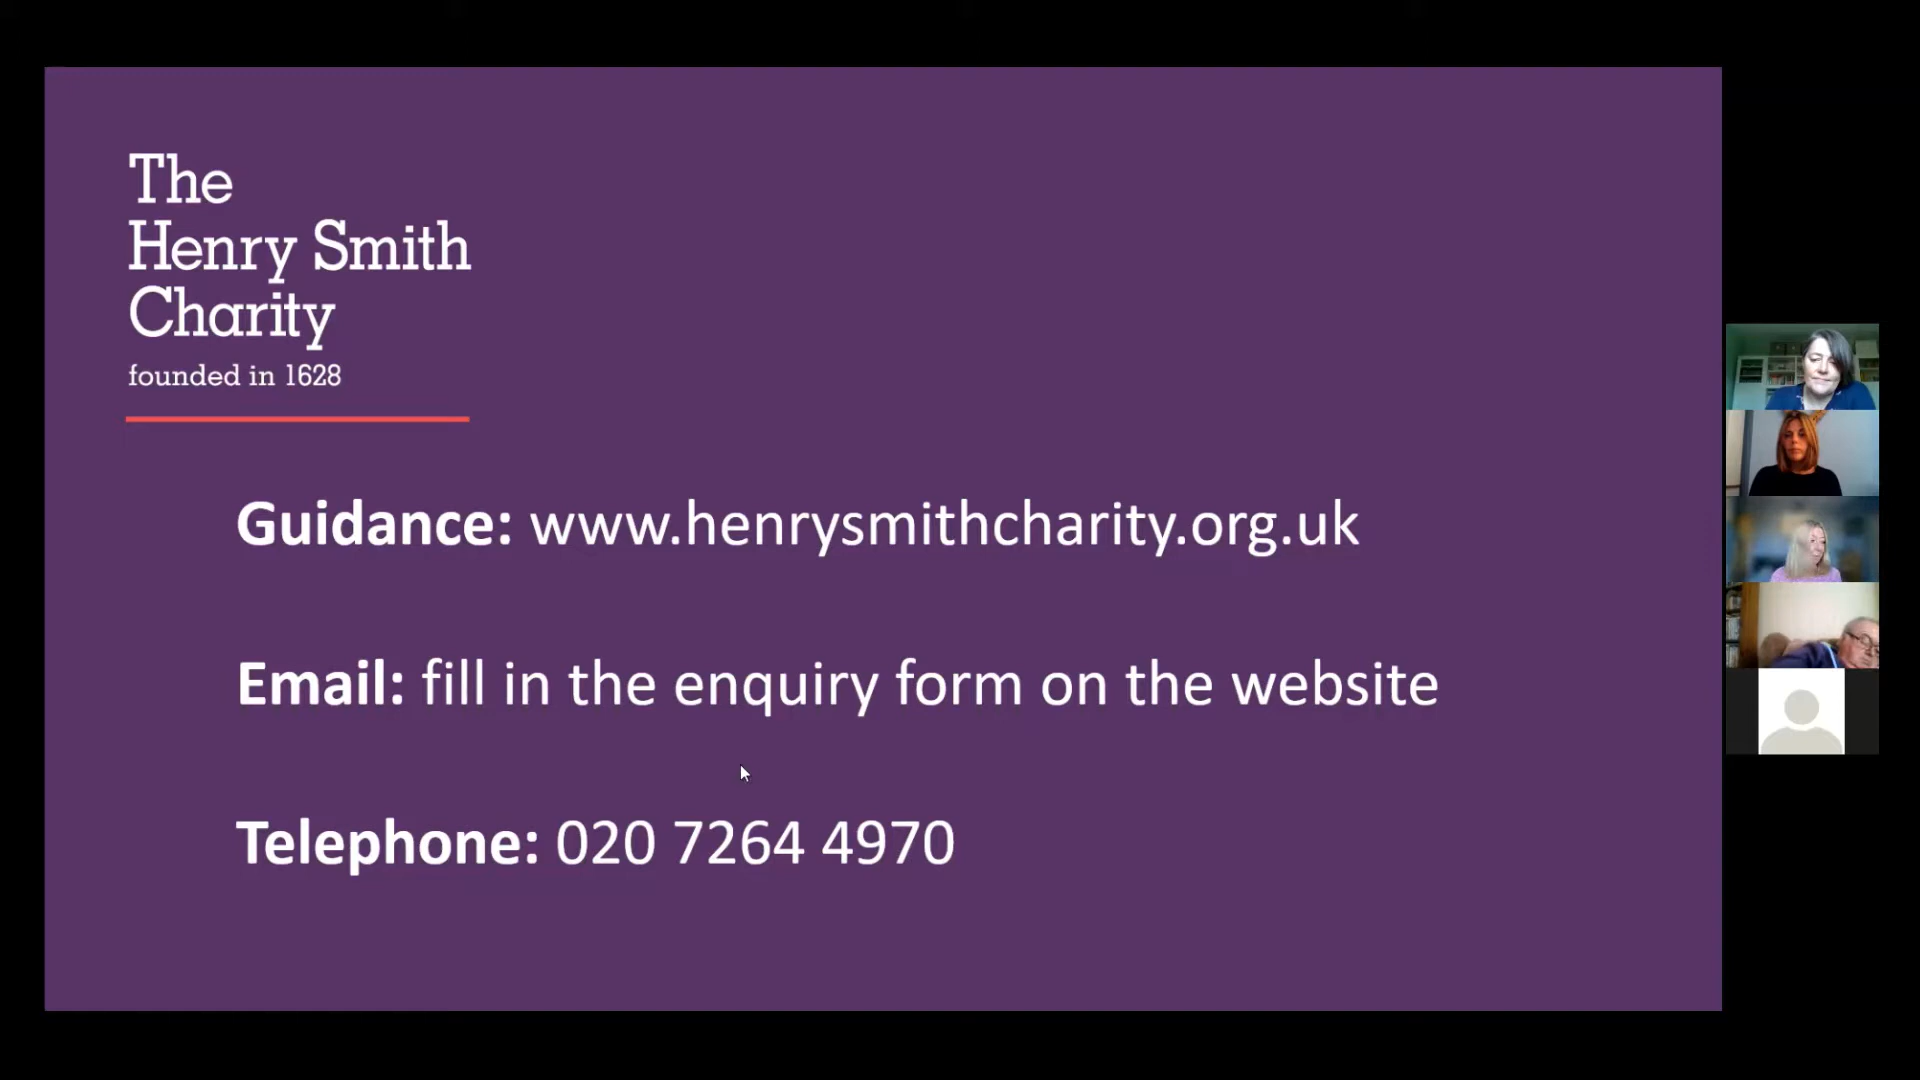 The
Henry Smith
Charity
founded in 1628
Guidance: www.henrysmithcharity.org.uk
Email: fill in the enquiry form on the website
Telephone: 020 7264 4970